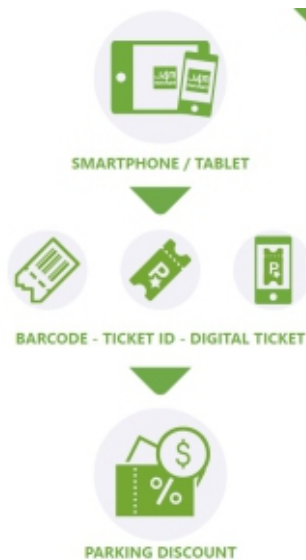 SMARTPHONE / TABLET
BARCODE - TICKET ID - DIGITAL TICKET
P
P
$
%
PARKING DISCOUNT